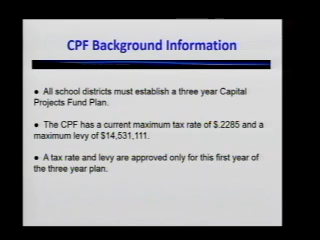 CPF Background Information
● All school districts must establish a three year Capital
Projects Fund Plan.
● The CPF has a current maximum tax rate of $.2285 and a
maximum levy of $14,531,111.
● A tax rate and levy are approved only for this first year of
the three year plan.